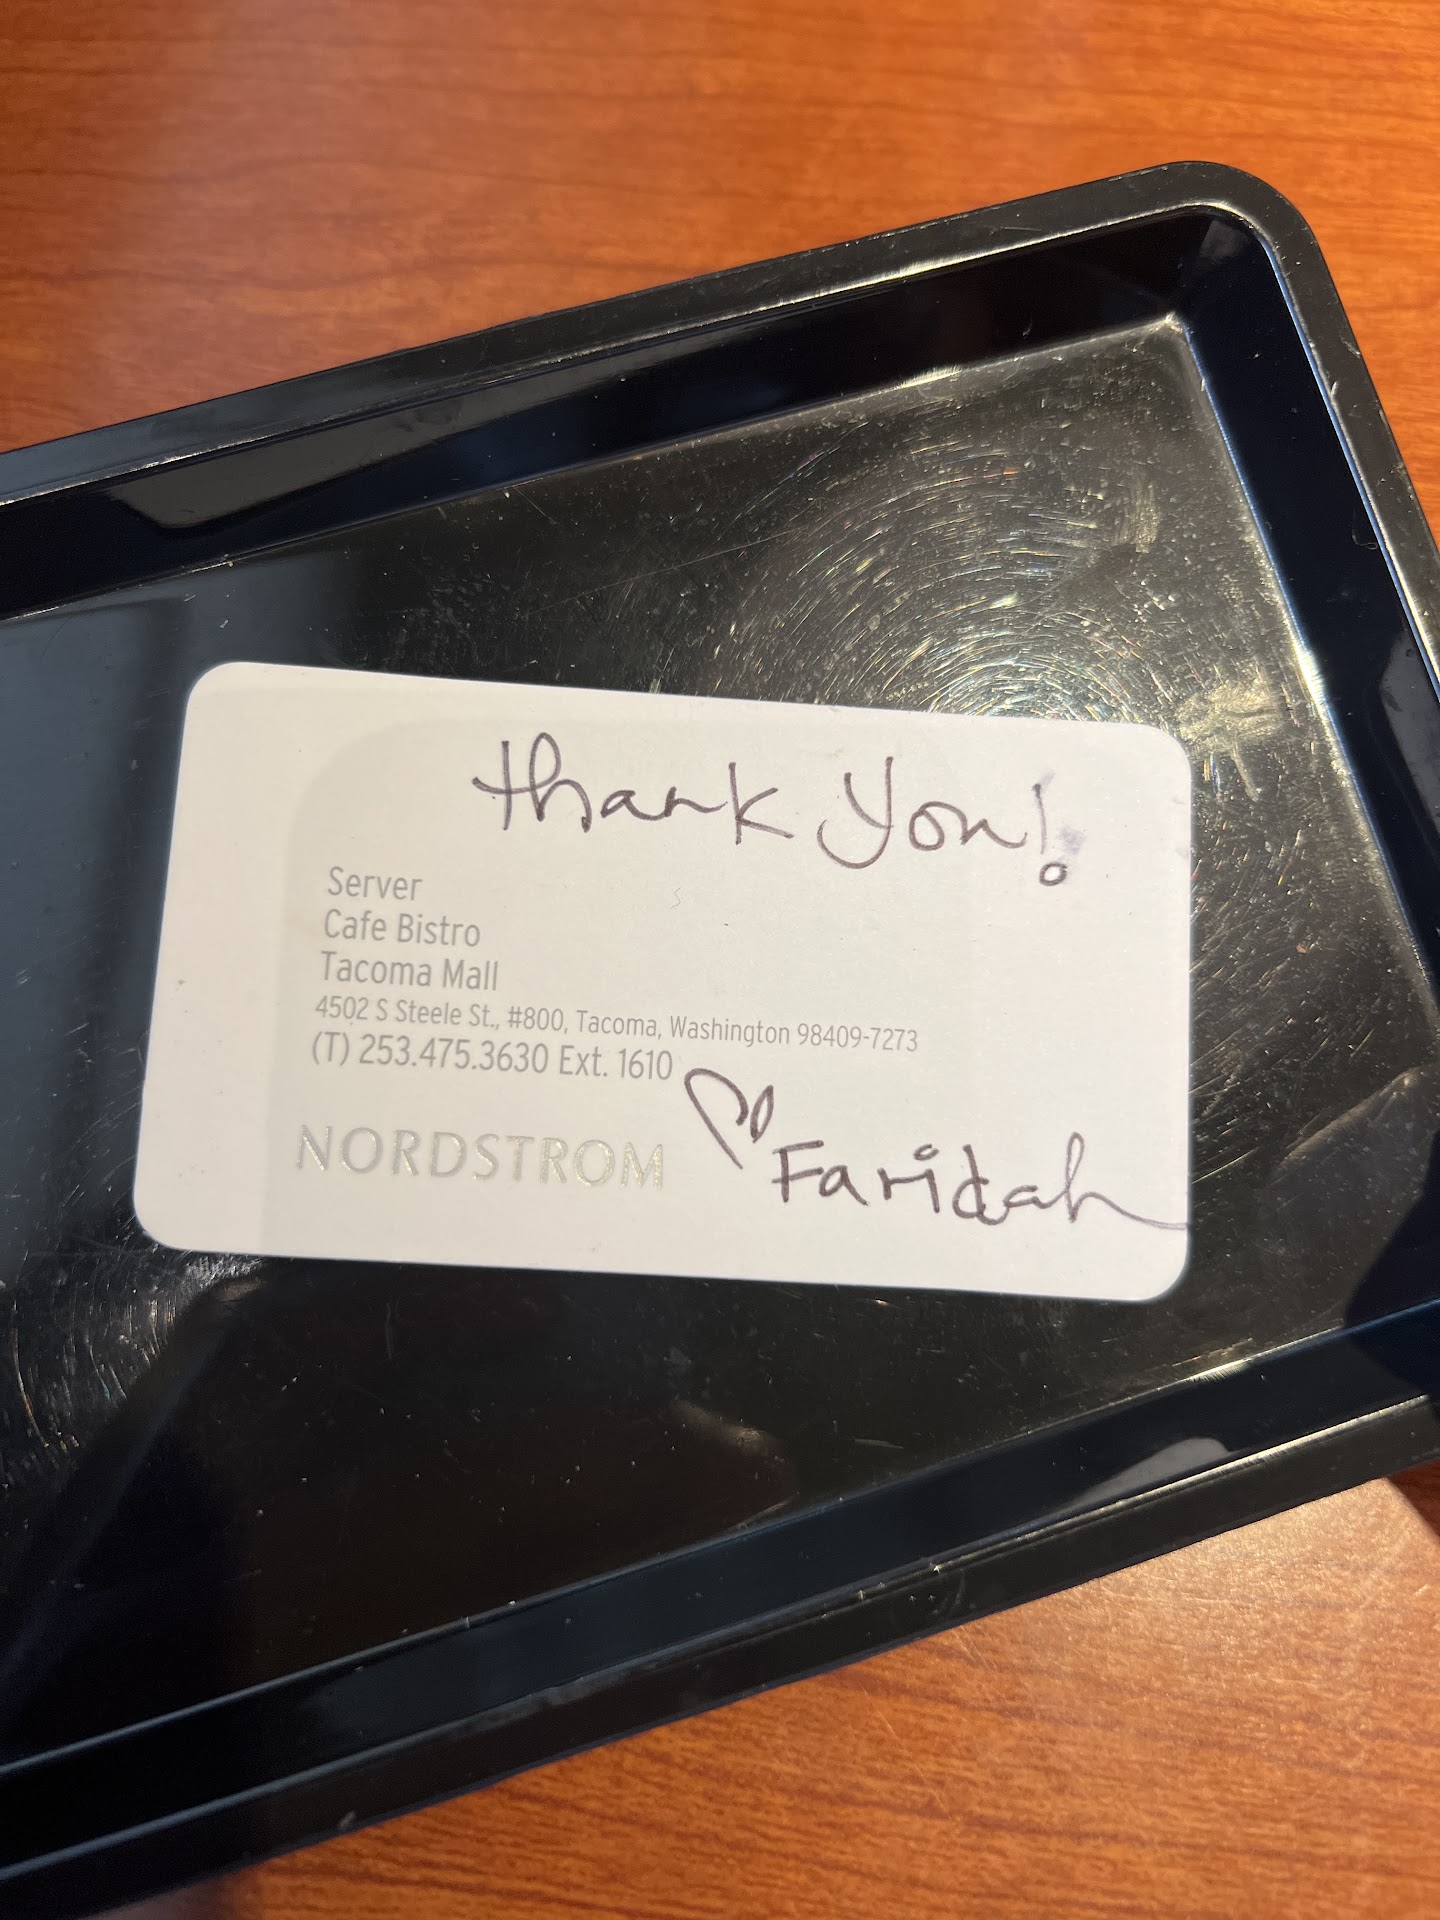 Thank you!
Server
Cafe Bistro
Tacoma Mall
4502 S Steele St., #800, Tacoma, Washington 98409-7273
(T) 253.475.3630 Ext. 1610
NORDSTROM
Faridah